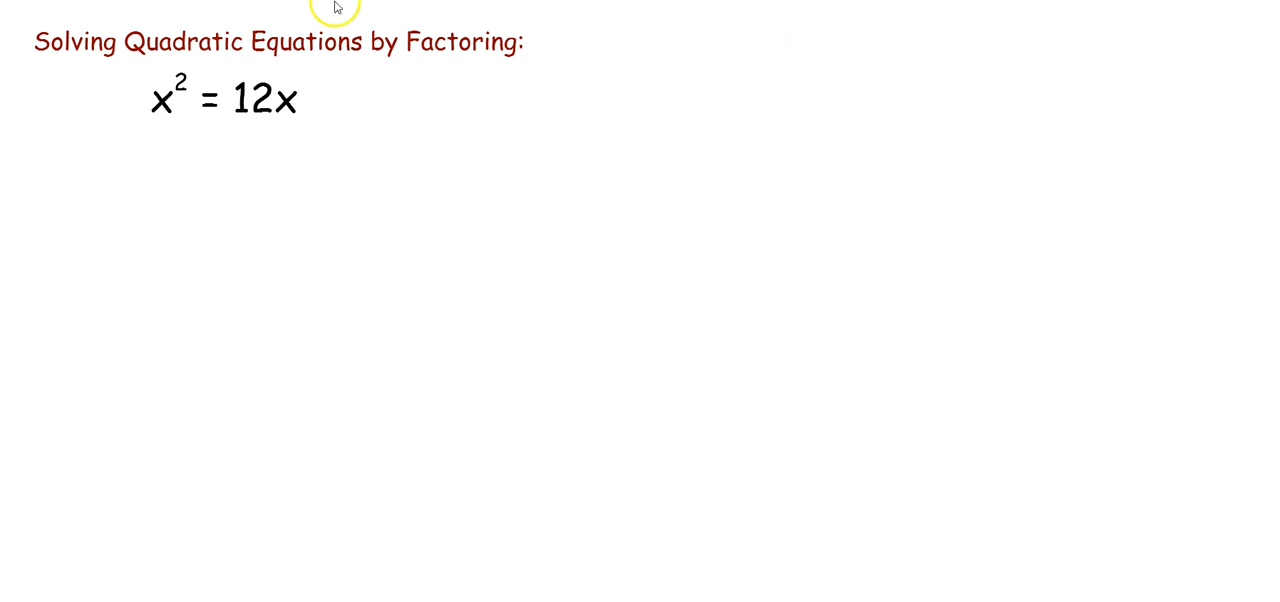 Solving Quadratic Equations by Factoring:
x² = 12x